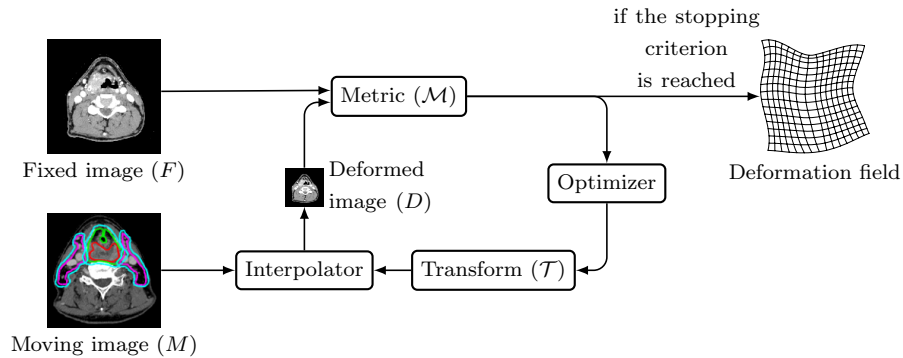 if the stopping
criterion
is reached
Metric (ℳ)
Fixed image (F)
Deformed
image (D)
Optimizer
Deformation field
Interpolator
Transform (𝒯)
Moving image (M)